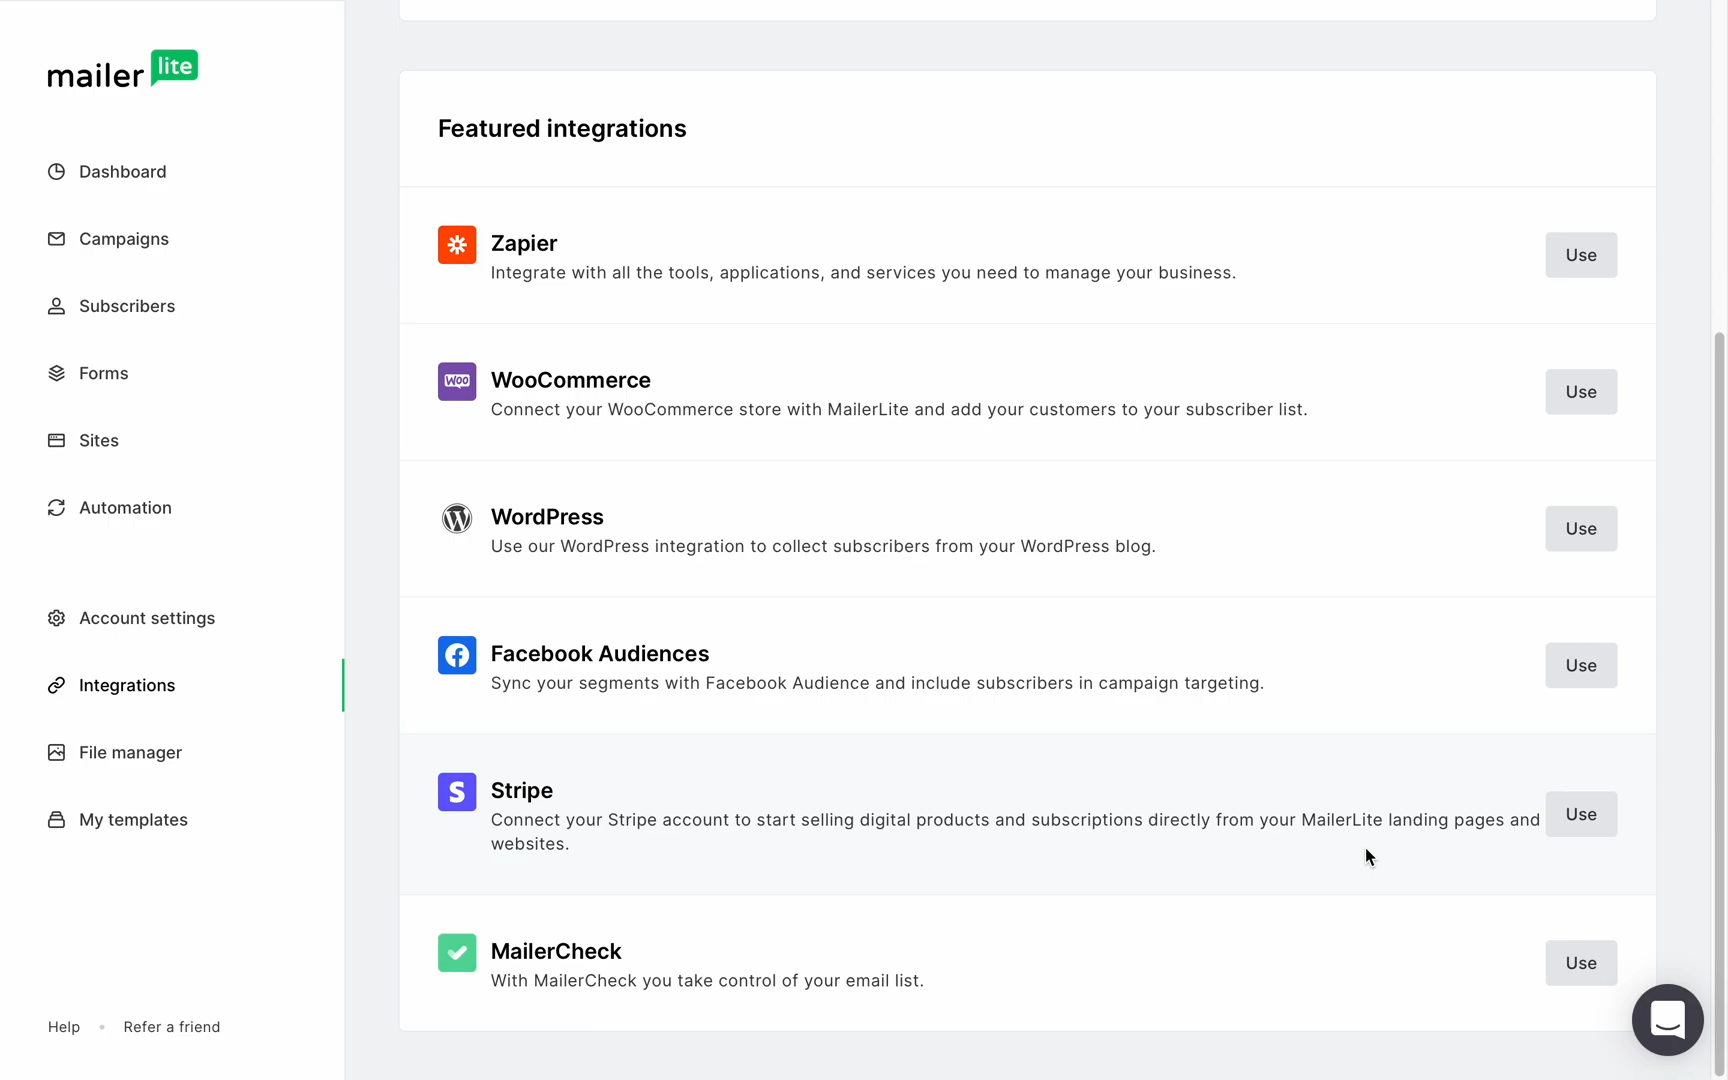 mailer lite
Dashboard
Campaigns
Subscribers
Forms
Sites
Automation
Account settings
Integrations
File manager
My templates
Help • Refer a friend
Featured integrations
Zapier
Integrate with all the tools, applications, and services you need to manage your business.
Use
WOO
WooCommerce
Connect your WooCommerce store with MailerLite and add your customers to your subscriber list.
Use
WordPress
Use our WordPress integration to collect subscribers from your WordPress blog.
Use
Facebook Audiences
Sync your segments with Facebook Audience and include subscribers in campaign targeting.
Use
S
Stripe
Connect your Stripe account to start selling digital products and subscriptions directly from your MailerLite landing pages and
websites.
Use
MailerCheck
With MailerCheck you take control of your email list.
Use